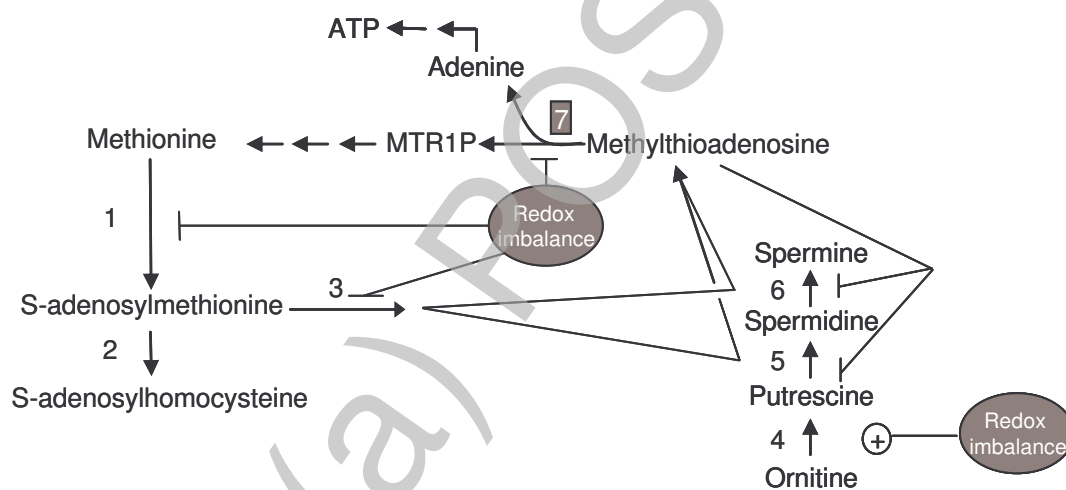 ATP
Adenine
7
Methionine
MTR1P
Methylthioadenosine
1
Redox
imbalance
3
S-adenosylmethionine
2
S-adenosylhomocysteine
Spermine
6
Spermidine
5
Putrescine
4
+
Redox
imbalance
Ornitine
(a) POS